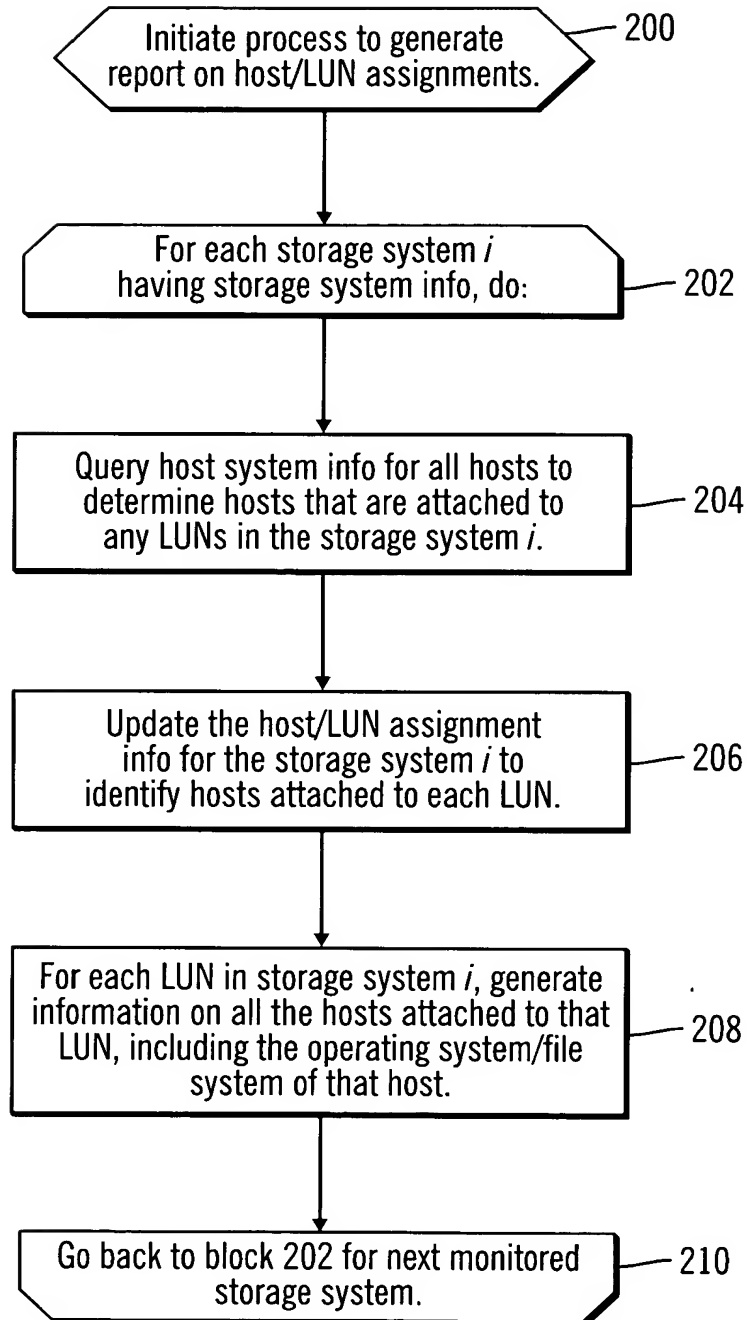 Initiate process to generate
report on host/LUN assignments.
200
For each storage system i
having storage system info, do:
202
Query host system info for all hosts to
determine hosts that are attached to
any LUNs in the storage system i.
204
Update the host/LUN assignment
info for the storage system i to
identify hosts attached to each LUN.
206
For each LUN in storage system i, generate
information on all the hosts attached to that
LUN, including the operating system/file
system of that host.
208
Go back to block 202 for next monitored
storage system.
210